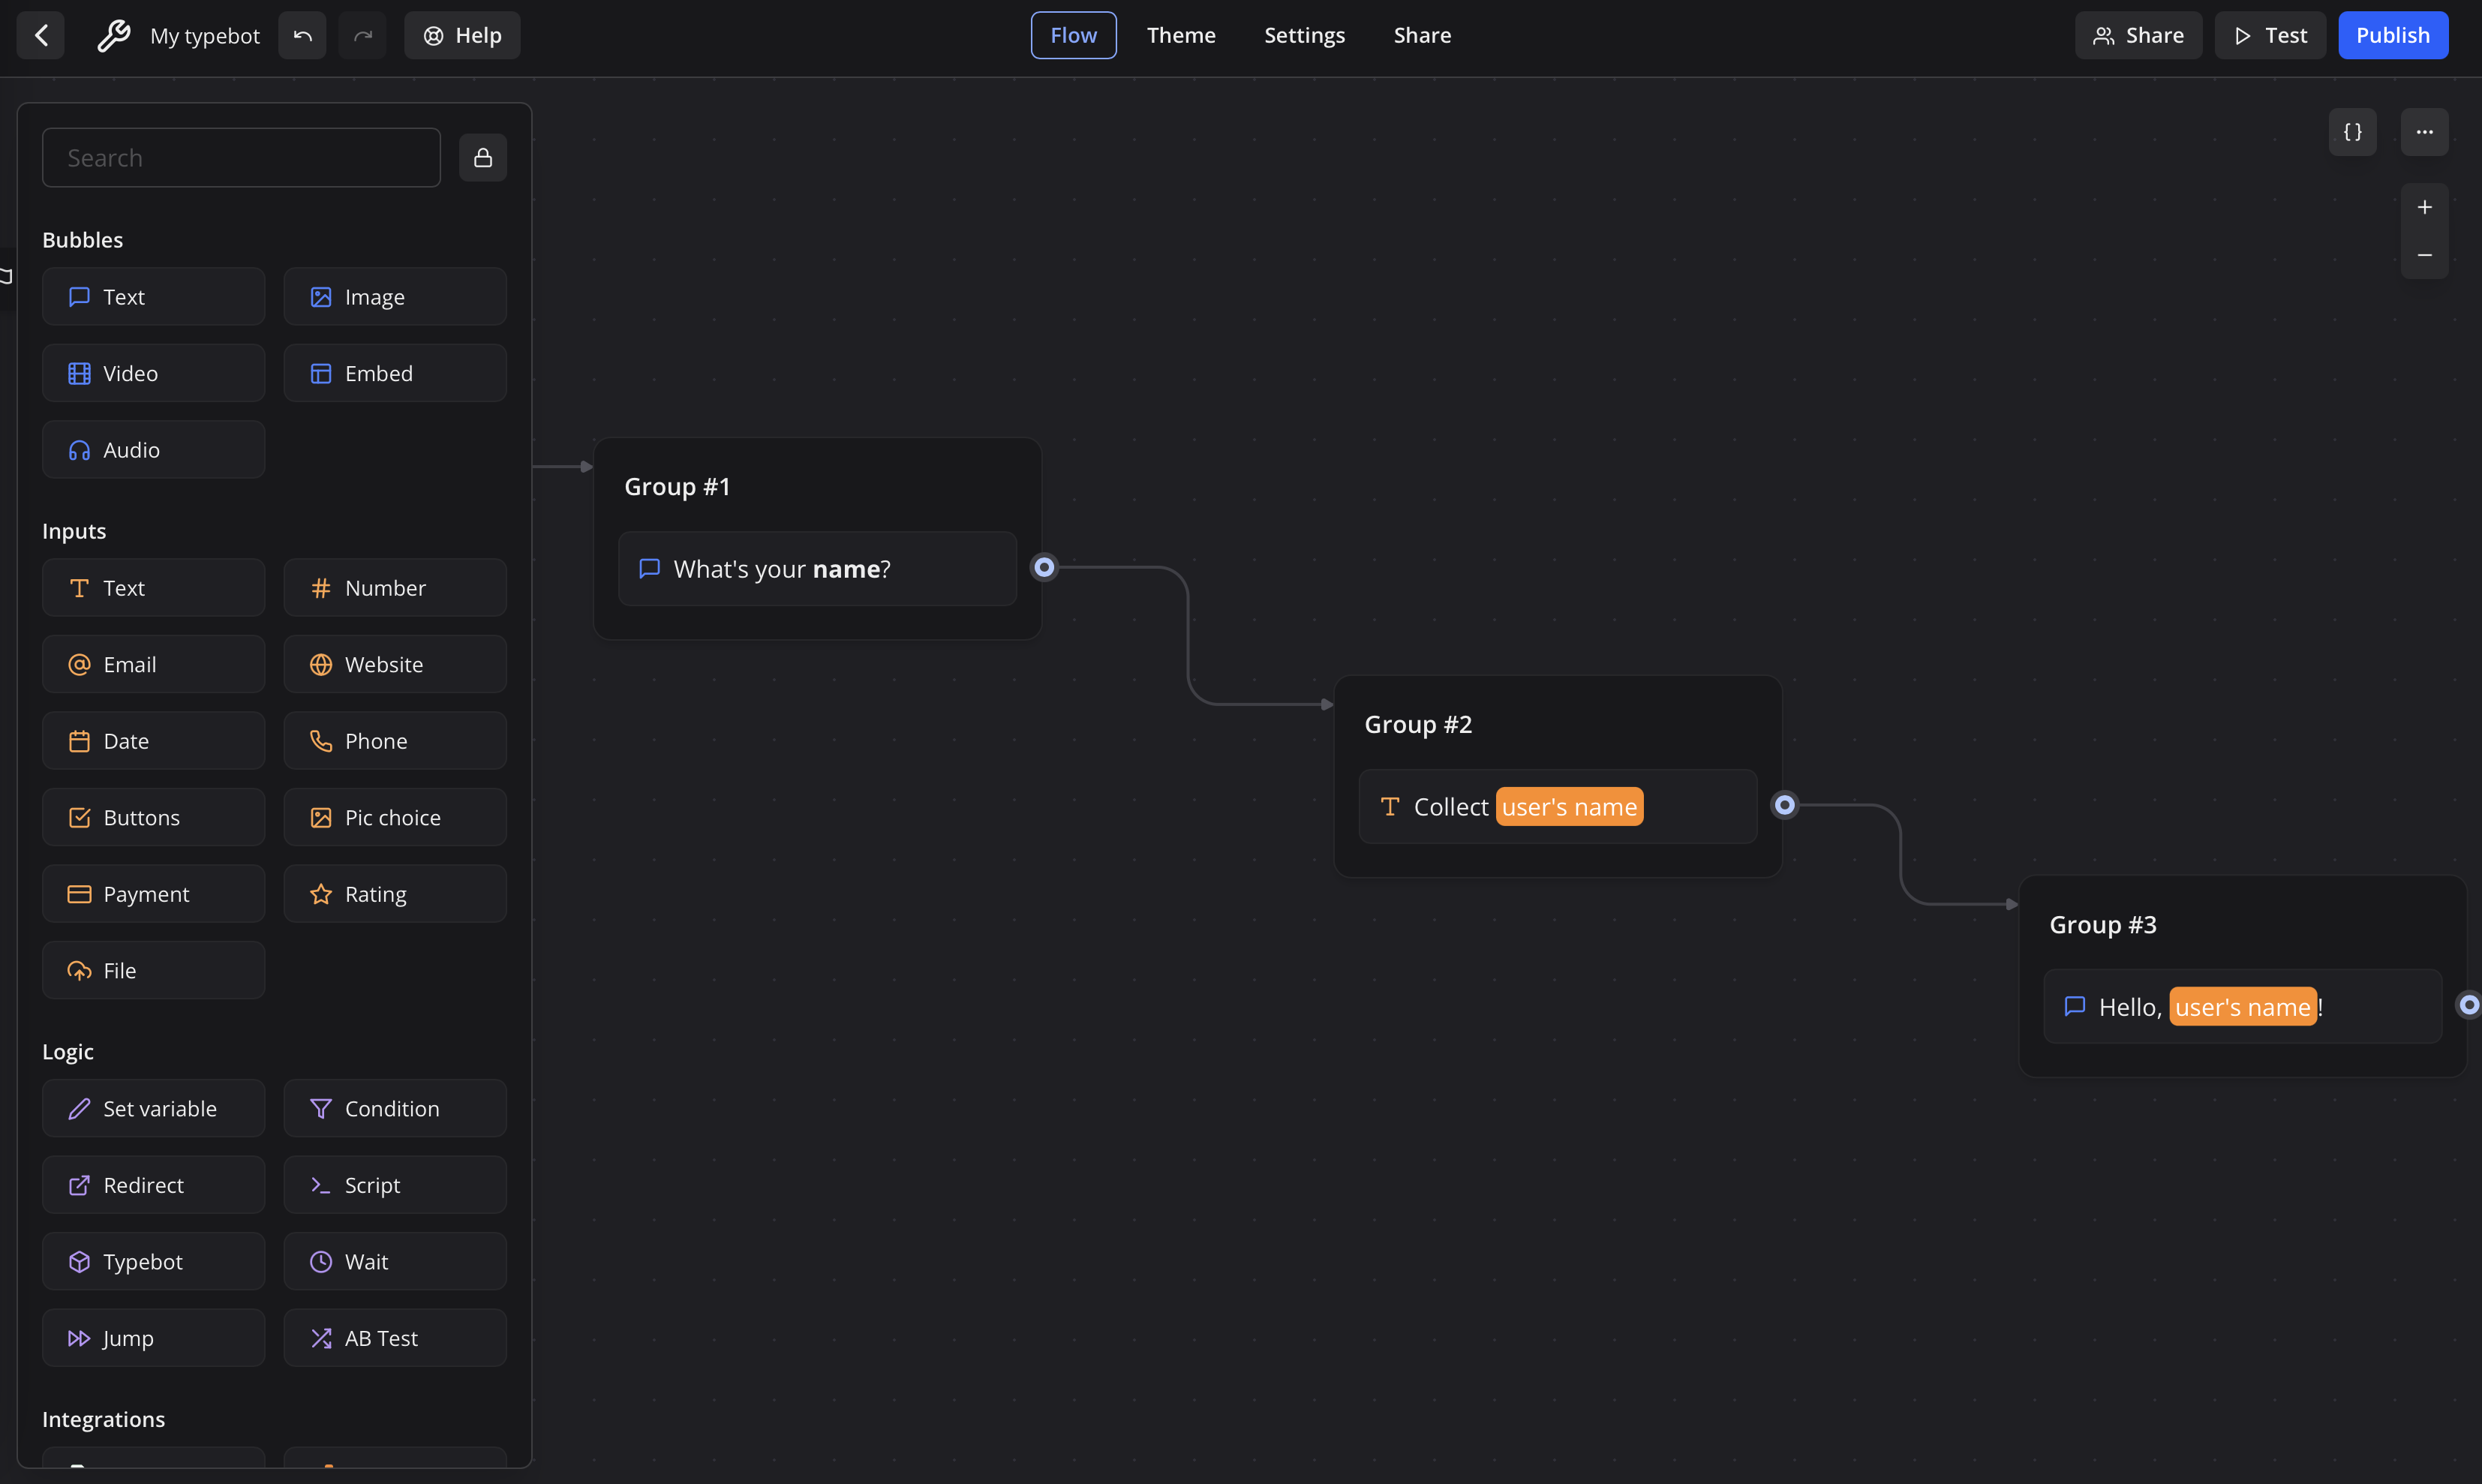 My typebot
Help
Flow
Theme
Settings
Share
Share
Test
Publish
Search
Bubbles
Text
Image
Video
Embed
Audio
Inputs
Text
Number
Email
Website
Date
Phone
Buttons
Pic choice
Payment
Rating
File
Logic
Set variable
Condition
Redirect
Script
Typebot
Wait
Jump
AB Test
Integrations
Group #1
What's your name?
Group #2
Collect user's name
Group #3
Hello, user's name!